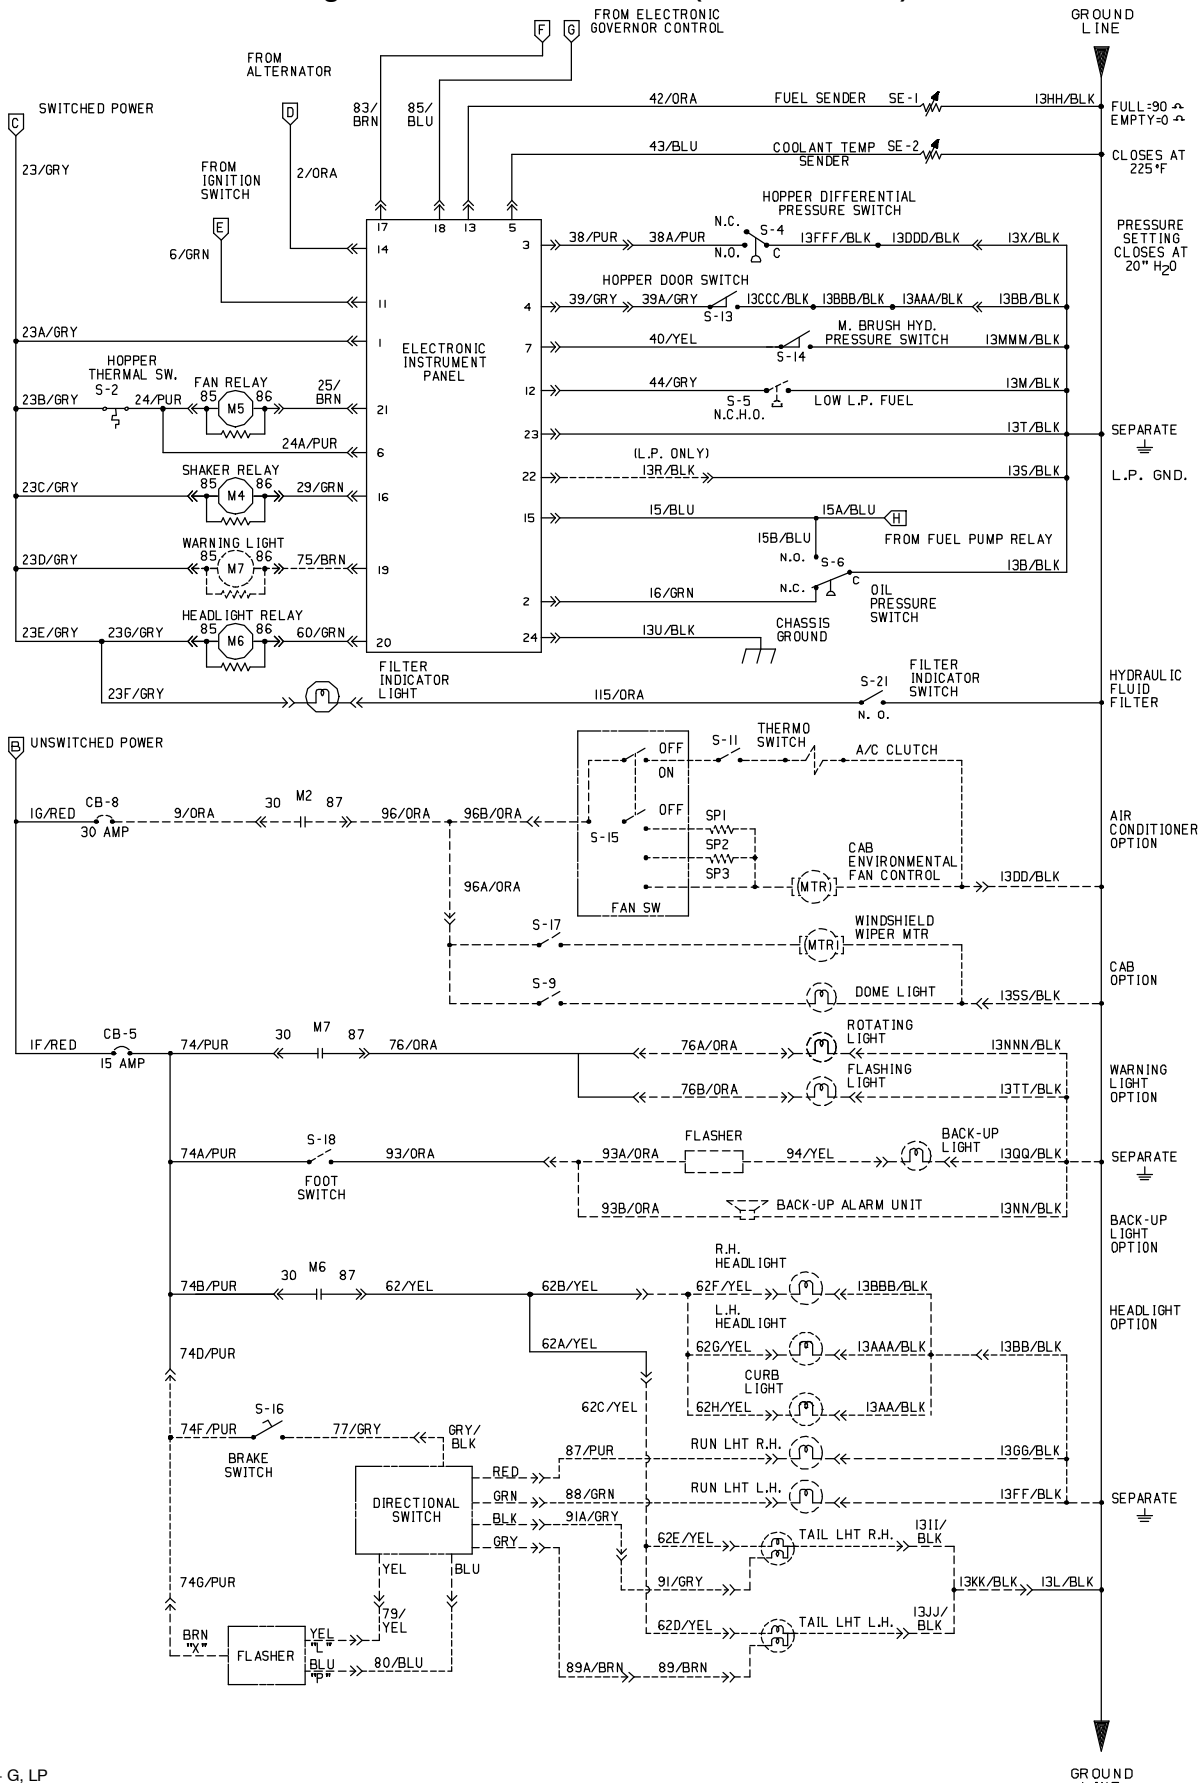 FROM ELECTRONIC
GOVERNOR CONTROL
GROUND
LINE
F
G
FROM
ALTERNATOR
SWITCHED POWER
C
D
83/
BRN
85/
BLU
42/ORA
FUEL SENDER
SE-1
13HH/BLK
FULL=90 Ω
EMPTY=0 Ω
23/GRY
FROM
IGNITION
SWITCH
2/ORA
43/BLU
COOLANT TEMP
SENDER
SE-2
CLOSES AT
225°F
HOPPER DIFFERENTIAL
PRESSURE SWITCH
E
6/GRN
17
18
13
5
14
3
38/PUR
38A/PUR
N.C.
N.O.
S-4
C
13FFF/BLK
13DDD/BLK
13X/BLK
PRESSURE
SETTING
CLOSES AT
20" H2O
HOPPER DOOR SWITCH
11
4
39/GRY
39A/GRY
S-13
13CCC/BLK
13BBB/BLK
13AAA/BLK
13BB/BLK
23A/GRY
1
ELECTRONIC
INSTRUMENT
PANEL
7
40/YEL
S-14
M. BRUSH HYD.
PRESSURE SWITCH
13MMM/BLK
HOPPER
THERMAL SW.
S-2
FAN RELAY
25/
BRN
12
44/GRY
S-5
N.C.H.O.
LOW L.P. FUEL
13M/BLK
23B/GRY
24/PUR
85
M5
86
21
23
13T/BLK
SEPARATE
24A/PUR
6
(L.P. ONLY)
22
13R/BLK
13S/BLK
L.P. GND.
SHAKER RELAY
23C/GRY
85
M4
86
29/GRN
16
15
15/BLU
15A/BLU
H
FROM FUEL PUMP RELAY
15B/BLU
WARNING LIGHT
23D/GRY
85
M7
86
75/BRN
19
N.O.
S-6
N.C.
C
13B/BLK
OIL
PRESSURE
SWITCH
2
16/GRN
HEADLIGHT RELAY
23E/GRY
23G/GRY
85
M6
86
60/GRN
20
24
13U/BLK
CHASSIS
GROUND
FILTER
INDICATOR
LIGHT
23F/GRY
115/ORA
S-21
N. O.
FILTER
INDICATOR
SWITCH
HYDRAULIC
FLUID
FILTER
B
UNSWITCHED POWER
OFF
ON
S-11
THERMO
SWITCH
A/C CLUTCH
1G/RED
CB-8
30 AMP
9/ORA
30
M2
87
96/ORA
96B/ORA
S-15
OFF
SP1
SP2
SP3
FAN SW
CAB
ENVIRONMENTAL
FAN CONTROL
MTR
13DD/BLK
AIR
CONDITIONER
OPTION
96A/ORA
S-17
MTR
WINDSHIELD
WIPER MTR
S-9
DOME LIGHT
13SS/BLK
CAB
OPTION
1F/RED
CB-5
15 AMP
74/PUR
30
M7
87
76/ORA
76A/ORA
ROTATING
LIGHT
13NNN/BLK
76B/ORA
FLASHING
LIGHT
13TT/BLK
WARNING
LIGHT
OPTION
74A/PUR
S-18
FOOT
SWITCH
93/ORA
93A/ORA
FLASHER
94/YEL
BACK-UP
LIGHT
13QQ/BLK
SEPARATE
93B/ORA
BACK-UP ALARM UNIT
13NN/BLK
BACK-UP
LIGHT
OPTION
74B/PUR
30
M6
87
62/YEL
62B/YEL
R.H.
HEADLIGHT
62F/YEL
13BBB/BLK
HEADLIGHT
OPTION
74D/PUR
62A/YEL
L.H.
HEADLIGHT
62G/YEL
13AAA/BLK
13BB/BLK
CURB
LIGHT
62C/YEL
62H/YEL
13AA/BLK
74F/PUR
S-16
BRAKE
SWITCH
77/GRY
GRY/
BLK
87/PUR
RUN LHT R.H.
13GG/BLK
DIRECTIONAL
SWITCH
RED
GRN
BLK
GRY
88/GRN
RUN LHT L.H.
13FF/BLK
SEPARATE
91A/GRY
62E/YEL
TAIL LHT R.H.
13II/
BLK
YEL
BLU
74G/PUR
91/GRY
13KK/BLK
13L/BLK
79/
YEL
62D/YEL
TAIL LHT L.H.
13JJ/
BLK
BRN
"X"
FLASHER
YEL
"L"
BLU
"P"
80/BLU
89A/BRN
89/BRN
- G, LP
GROUND